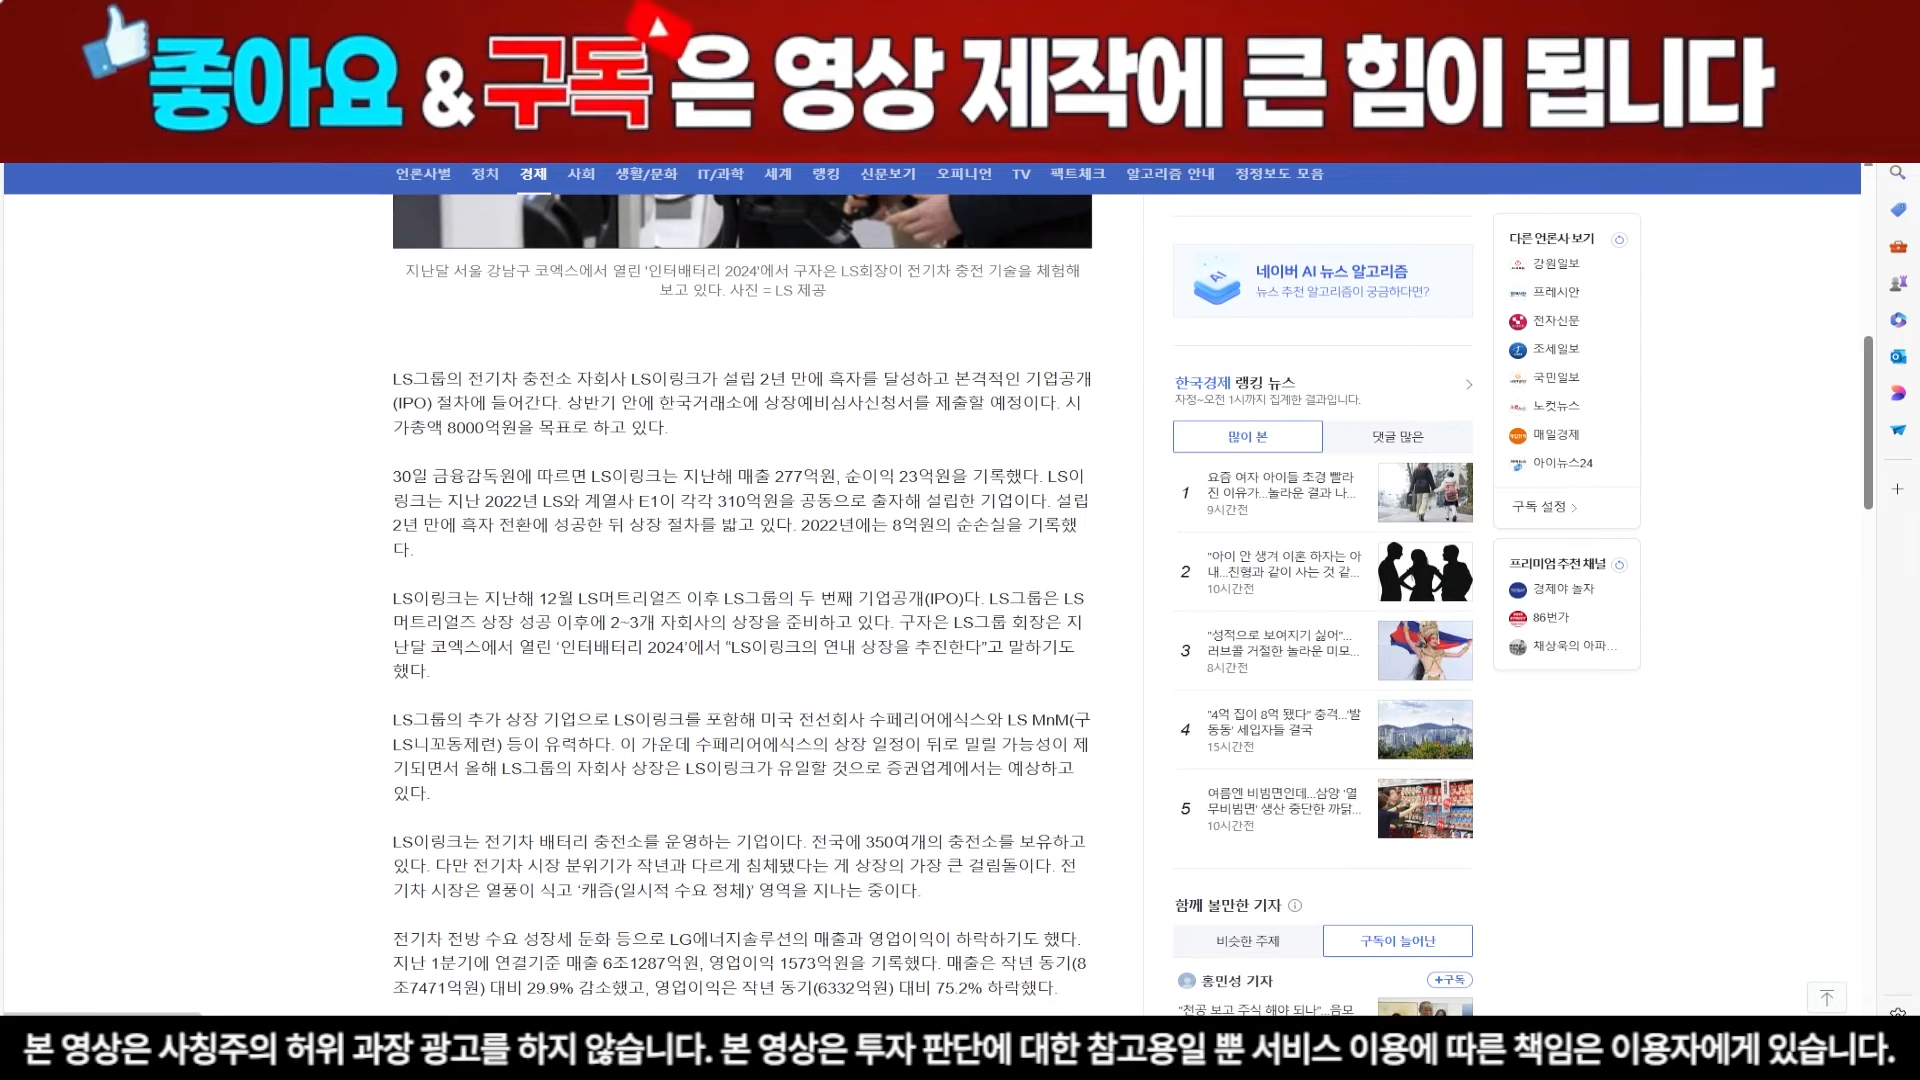 좋아요 & 구독은 영상 제작에 큰 힘이 됩니다
언론사별 정치 경제 사회 생활/문화 IT/과학 세계 랭킹 신문보기 오피니언 TV 팩트체크 알고리즘 안내 정정보도 모음
지난달 서울 강남구 코엑스에서 열린 '인터배터리 2024'에서 구자은 LS회장이 전기차 충전 기술을 체험해
보고 있다. 사진 = LS 제공
LS그룹의 전기차 충전소 자회사 LS이링크가 설립 2년 만에 흑자를 달성하고 본격적인 기업공개
(IPO) 절차에 들어간다. 상반기 안에 한국거래소에 상장예비심사신청서를 제출할 예정이다. 시
가총액 8000억원을 목표로 하고 있다.
30일 금융감독원에 따르면 LS이링크는 지난해 매출 277억원, 순이익 23억원을 기록했다. LS이
링크는 지난 2022년 LS와 계열사 E1이 각각 310억원을 공동으로 출자해 설립한 기업이다. 설립
2년 만에 흑자 전환에 성공한 뒤 상장 절차를 밟고 있다. 2022년에는 8억원의 순손실을 기록했
다.
LS이링크는 지난해 12월 LS머트리얼즈 이후 LS그룹의 두 번째 기업공개(IPO)다. LS그룹은 LS
머트리얼즈 상장 성공 이후에 2~3개 자회사의 상장을 준비하고 있다. 구자은 LS그룹 회장은 지
난달 코엑스에서 열린 ‘인터배터리 2024’에서 “LS이링크의 연내 상장을 추진한다”고 말하기도
했다.
LS그룹의 추가 상장 기업으로 LS이링크를 포함해 미국 전선회사 수페리어에식스와 LS MnM(구
LS니꼬동제련) 등이 유력하다. 이 가운데 수페리어에식스의 상장 일정이 뒤로 밀릴 가능성이 제
기되면서 올해 LS그룹의 자회사 상장은 LS이링크가 유일할 것으로 증권업계에서는 예상하고
있다.
LS이링크는 전기차 배터리 충전소를 운영하는 기업이다. 전국에 350여개의 충전소를 보유하고
있다. 다만 전기차 시장 분위기가 작년과 다르게 침체됐다는 게 상장의 가장 큰 걸림돌이다. 전
기차 시장은 열풍이 식고 ‘캐즘(일시적 수요 정체)’ 영역을 지나는 중이다.
전기차 전방 수요 성장세 둔화 등으로 LG에너지솔루션의 매출과 영업이익이 하락하기도 했다.
지난 1분기에 연결기준 매출 6조1287억원, 영업이익 1573억원을 기록했다. 매출은 작년 동기(8
조7471억원) 대비 29.9% 감소했고, 영업이익은 작년 동기(6332억원) 대비 75.2% 하락했다.
AI
네이버 AI 뉴스 알고리즘
뉴스 추천 알고리즘이 궁금하다면?
한국경제 랭킹 뉴스
자정~오전 1시까지 집계한 결과입니다.
많이 본 댓글 많은
1
요즘 여자 아이들 초경 빨라
진 이유가...놀라운 결과 나...
9시간전
2
"아이 안 생겨 이혼 하자는 아
내...친형과 같이 사는 것 같...
10시간전
3
"성적으로 보여지기 싫어"...
러브콜 거절한 놀라운 미모...
8시간전
4
"4억 집이 8억 됐다" 충격...'발
동동' 세입자들 결국
15시간전
5
여름엔 비빔면인데...삼양 '열
무비빔면' 생산 중단한 까닭...
10시간전
함께 볼만한 기자
비슷한 주제 구독이 늘어난
홍민성 기자 +구독
"천공 보고 주식 해야 되나"...음모
다른 언론사 보기
강원일보
프레시안
전자신문
조세일보
국민일보
노컷뉴스
매일경제
아이뉴스24
구독 설정
프리미엄 추천 채널
경제야 놀자
86번가
채상욱의 아파...
본 영상은 사칭주의 허위 과장 광고를 하지 않습니다. 본 영상은 투자 판단에 대한 참고용일 뿐 서비스 이용에 따른 책임은 이용자에게 있습니다.